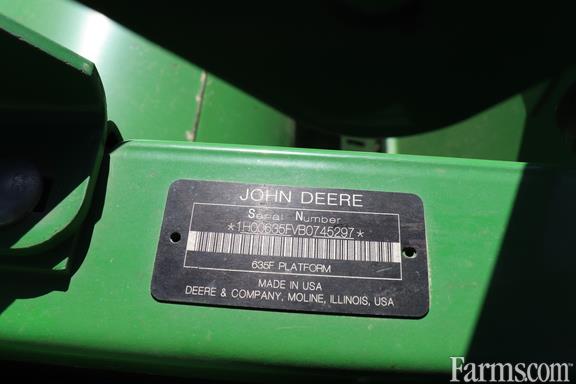 JOHN DEERE
Serial Number
*1H00635FVB0745297*
635F PLATFORM
MADE IN USA
DEERE & COMPANY, MOLINE, ILLINOIS, USA
Farms.com®